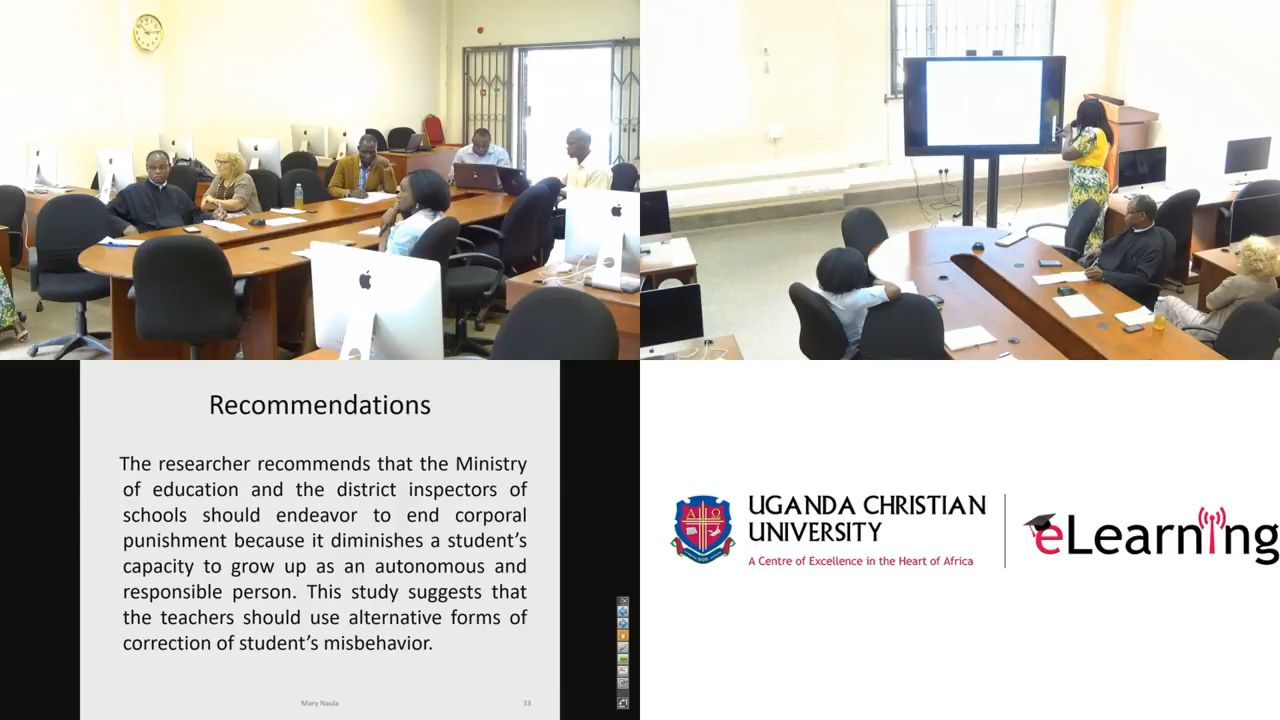 Recommendations
The researcher recommends that the Ministry
of education and the district inspectors of
schools should endeavor to end corporal
punishment because it diminishes a student's
capacity to grow up as an autonomous and
responsible person. This study suggests that
the teachers should use alternative forms of
correction of student's misbehavior.
Mary Naula 33
UGANDA CHRISTIAN
UNIVERSITY
A Centre of Excellence in the Heart of Africa
eLearning